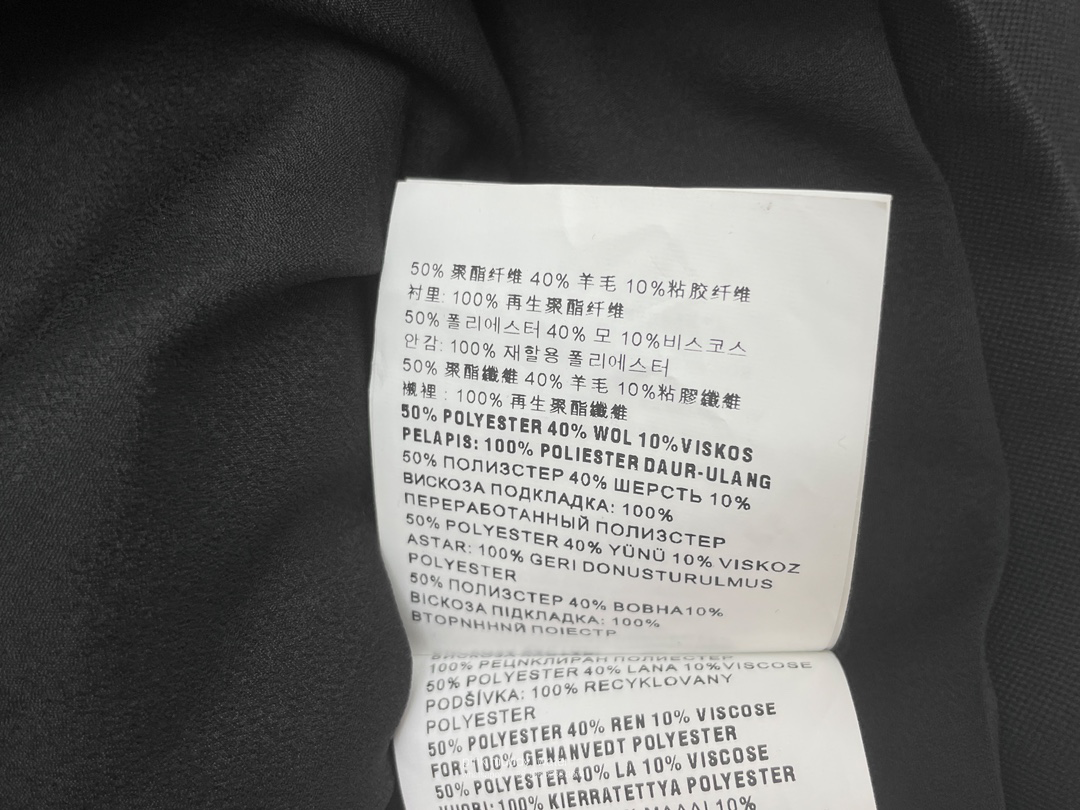 50% 聚酯纤维 40% 羊毛 10%粘胶纤维
衬里: 100% 再生聚酯纤维
50% 폴리에스터 40% 모 10%비스코스
안감: 100% 재활용 폴리에스터
50% 聚酯纖維 40% 羊毛 10%粘膠纖維
襯裡 : 100% 再生聚酯纖維
50% POLYESTER 40% WOL 10%VISKOS
PELAPIS: 100% POLIESTER DAUR-ULANG
50% ПОЛИЗСТЕР 40% ШЕРСТЬ 10%
ВИСКОЗА ПОДКЛАДКА: 100%
ПЕРЕРАБОТАННЫЙ ПОЛИЗСТЕР
50% POLYESTER 40% YÜNÜ 10% VISKOZ
ASTAR: 100% GERI DONUSTURULMUS
POLYESTER
50% ПОЛИЗСТЕР 40% ВОВНА10%
ВІСКОЗА ПІДКЛАДКА: 100%
ВТОРNНННЙ ПОІЕСТР
100% РЕЦNКЛИРАН ПОЛИЕСТЕР
50% POLYESTER 40% LANA 10%VISCOSE
PODŠÍVKA: 100% RECYKLOVANY
POLYESTER
50% POLYESTER 40% REN 10% VISCOSE
FOR: 100% GENANVEDT POLYESTER
50% POLYESTER 40% LA 10% VISCOSE
VUORI: 100% KIERRATETTYA POLYESTER
10%